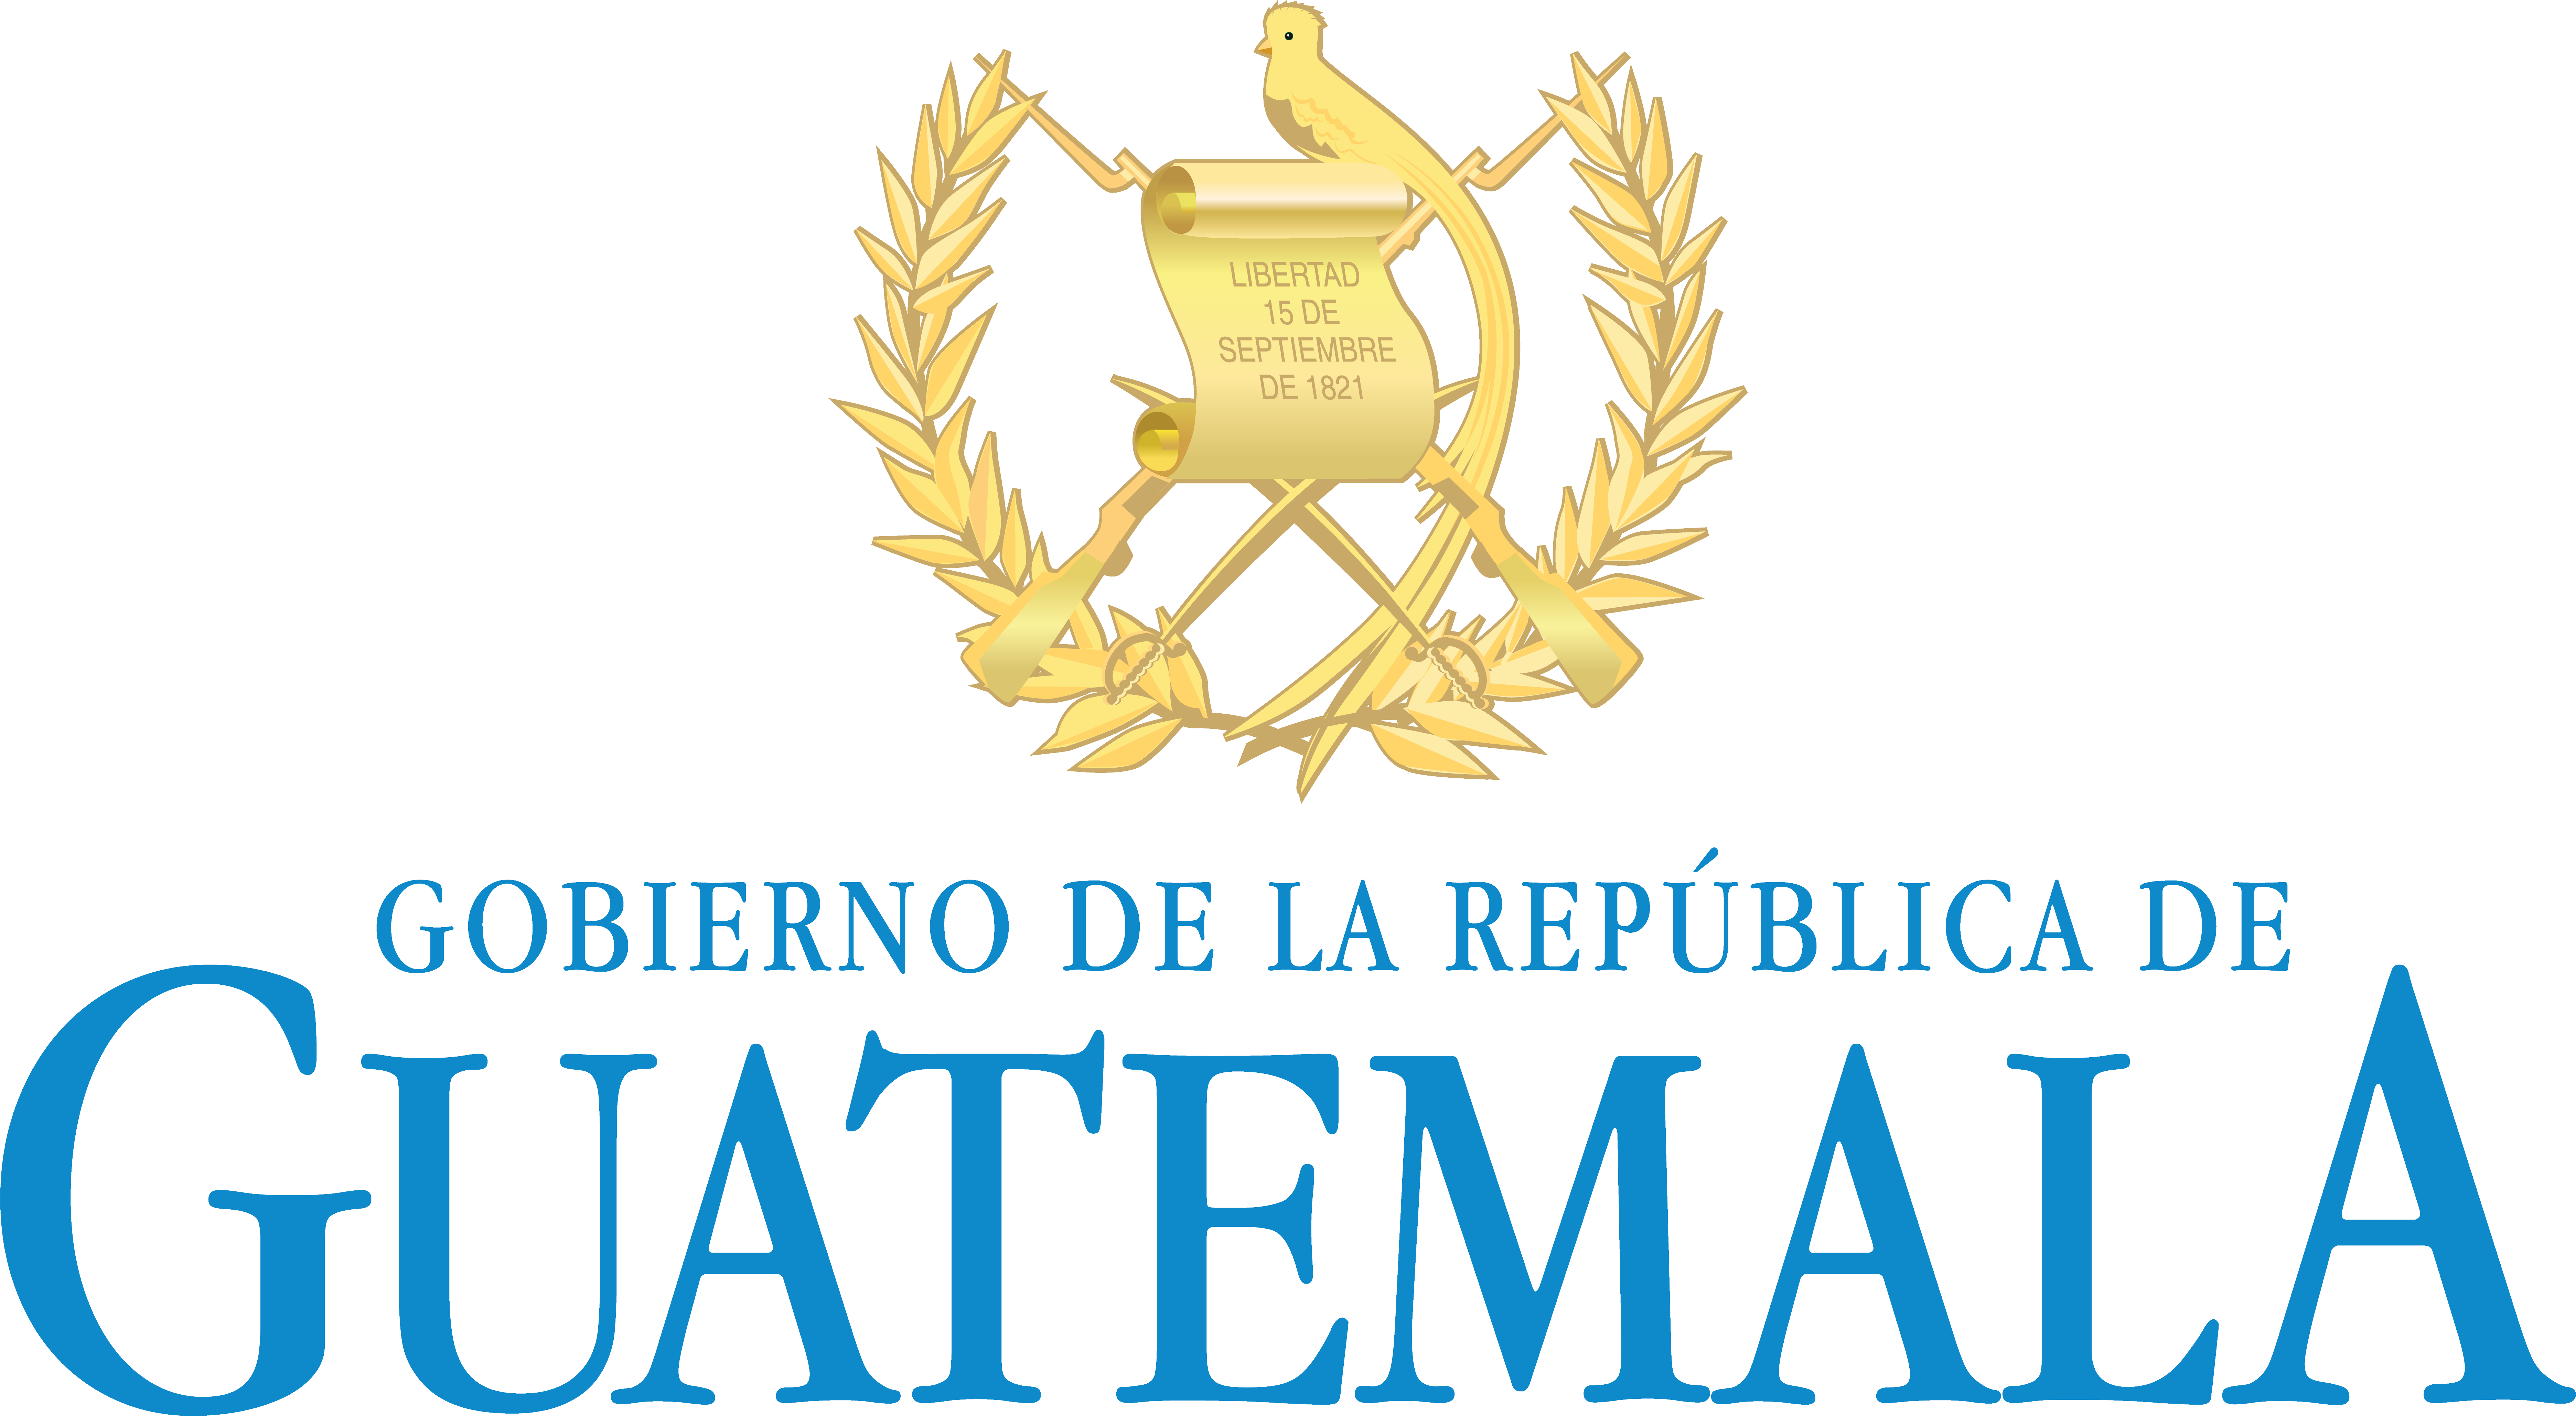 LIBERTAD
15 DE
SEPTIEMBRE
DE 1821
GOBIERNO DE LA REPÚBLICA DE
GUATEMALA